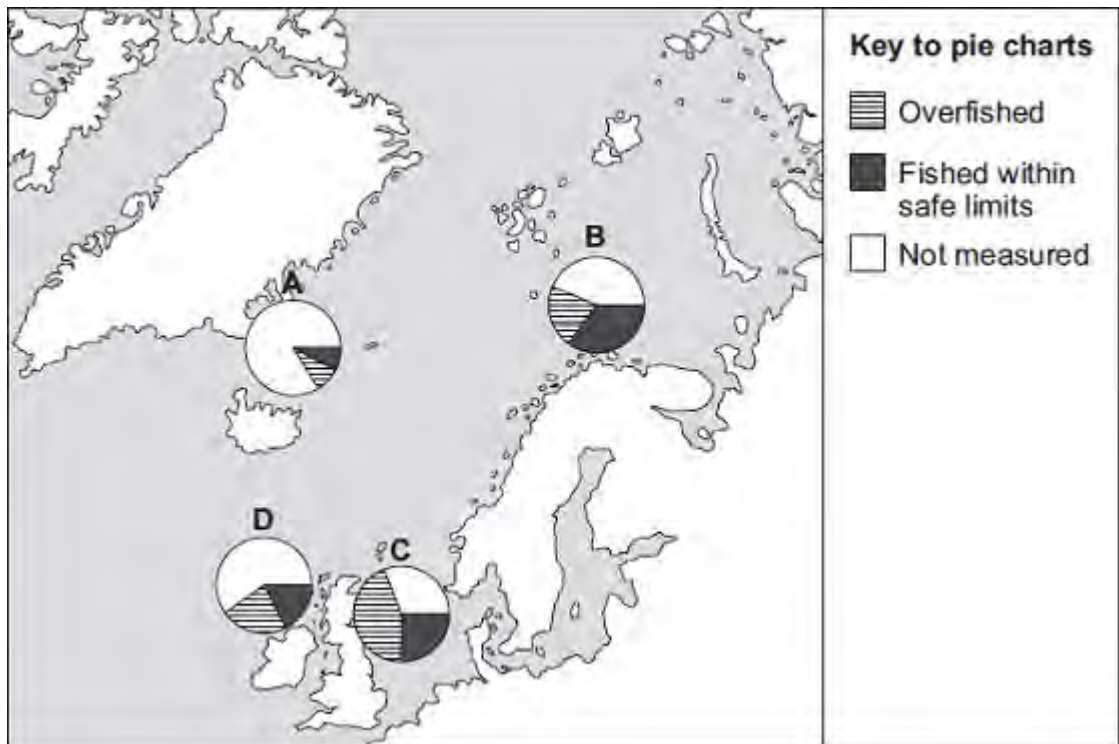 A
B
C
D
Key to pie charts
Overfished
Fished within
safe limits
Not measured